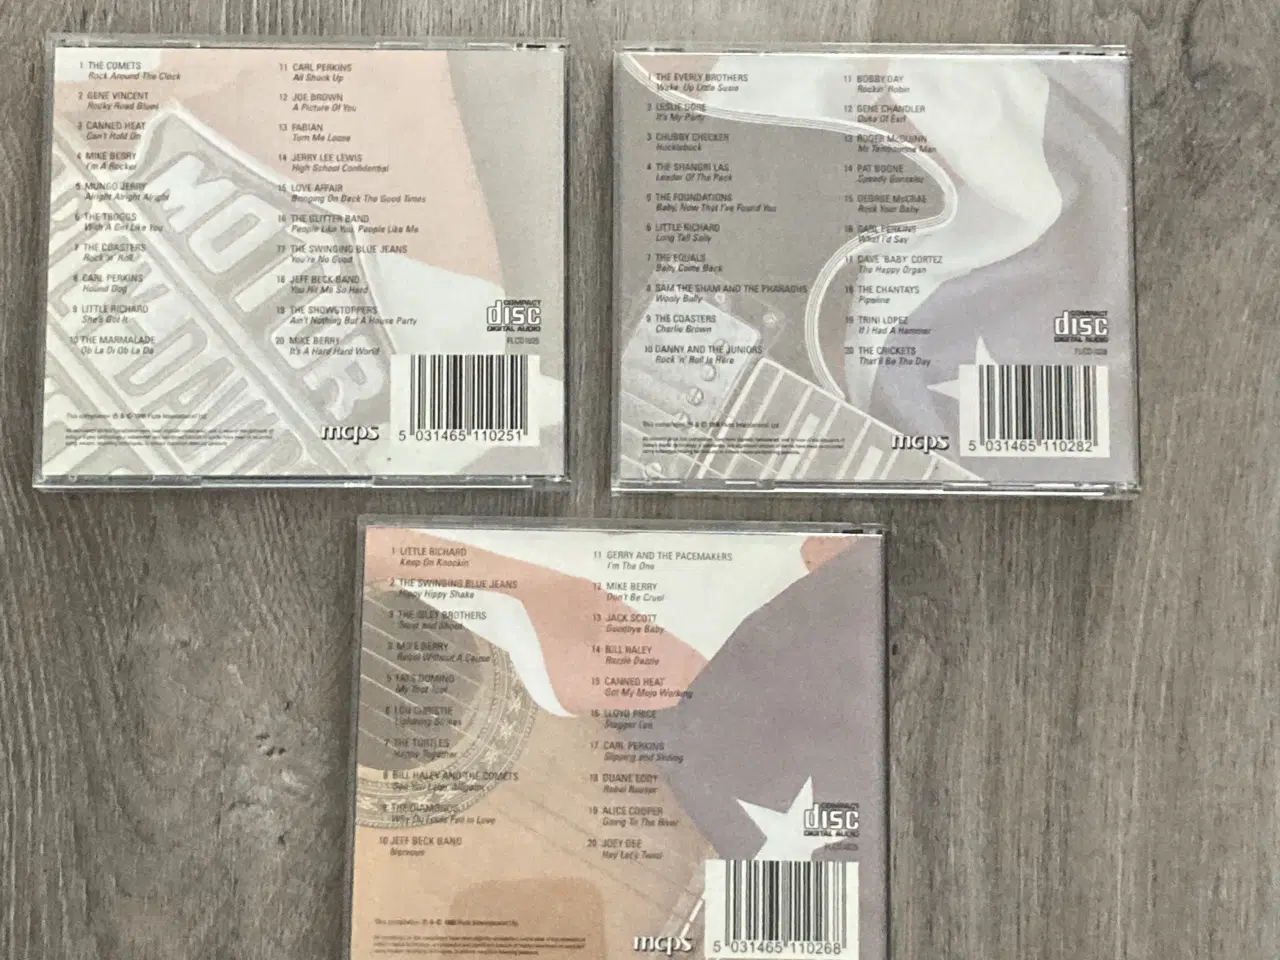 1 THE COMETS
Rock Around The Clock
2 GENE VINCENT
Rocky Road Blues
3 CANNED HEAT
Can't Hold On
4 MIKE BERRY
I'm A Rocker
5 MUNGO JERRY
Alright Alright Alright
6 THE TROGGS
With A Girl Like You
7 THE COASTERS
Rock 'n' Roll
8 CARL PERKINS
Hound Dog
9 LITTLE RICHARD
She's Got It
10 THE MARMALADE
Ob La Di Ob La Da
11 CARL PERKINS
All Shook Up
12 JOE BROWN
A Picture Of You
13 FABIAN
Turn Me Loose
14 JERRY LEE LEWIS
High School Confidential
15 LOVE AFFAIR
Bringing On Back The Good Times
16 THE GLITTER BAND
People Like You, People Like Me
17 THE SWINGING BLUE JEANS
You're No Good
18 JEFF BECK BAND
You Hit Me So Hard
19 THE SHOWSTOPPERS
Ain't Nothing But A House Party
20 MIKE BERRY
It's A Hard Hard World
COMPACT
disc
DIGITAL AUDIO
mcps
5 031465 110251
1 THE EVERLY BROTHERS
Wake Up Little Susie
2 LESLIE GORE
It's My Party
3 CHUBBY CHECKER
Hucklebuck
4 THE SHANGRI LAS
Leader Of The Pack
5 THE FOUNDATIONS
Baby, Now That I've Found You
6 LITTLE RICHARD
Long Tall Sally
7 THE EQUALS
Baby Come Back
8 SAM THE SHAM AND THE PHARAOHS
Wooly Bully
9 THE COASTERS
Charlie Brown
10 DANNY AND THE JUNIORS
Rock 'n' Roll Is Here
11 BOBBY DAY
Rockin' Robin
12 GENE CHANDLER
Duke Of Earl
13 ROGER McGUINN
Mr Tambourine Man
14 PAT BOONE
Speedy Gonzales
15 GEORGE McCRAE
Rock Your Baby
16 CARL PERKINS
What I'd Say
17 DAVE 'BABY' CORTEZ
The Happy Organ
18 THE CHANTAYS
Pipeline
19 TRINI LOPEZ
If I Had A Hammer
20 THE CRICKETS
That'll Be The Day
COMPACT
disc
DIGITAL AUDIO
mcps
5 031465 110282
1 LITTLE RICHARD
Keep On Knockin
2 THE SWINGING BLUE JEANS
Hippy Hippy Shake
3 THE ISLEY BROTHERS
Twist and Shout
MIKE BERRY
Rebel Without A Cause
5 FATS DOMINO
6 LOU CHRISTIE
Lightning Strikes
7 THE TURTLES
Happy Together
8 BILL HALEY AND THE COMETS
See You Later Alligator
9 THE DIAMONDS
Why Do Fools Fall in Love
10 JEFF BECK BAND
Nervous
11 GERRY AND THE PACEMAKERS
I'm The One
12 MIKE BERRY
Don't Be Cruel
13 JACK SCOTT
Goodbye Baby
14 BILL HALEY
Razzle Dazzle
15 CANNED HEAT
Got My Mojo Working
16 LLOYD PRICE
Stagger Lee
17 CARL PERKINS
Slipping and Sliding
18 DUANE EDDY
Rebel Rouser
19 ALICE COOPER
Going To The River
20 JOEY DEE
Hey Let's Twist
COMPACT
disc
DIGITAL AUDIO
mcps
5 031465 110268